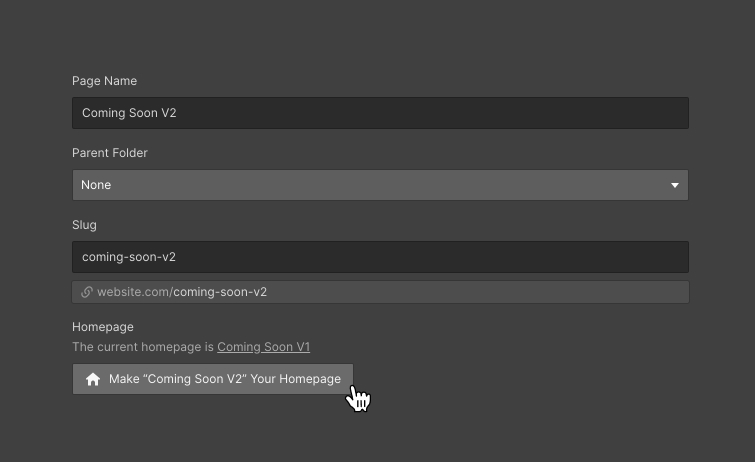 Page Name
Coming Soon V2
Parent Folder
None
Slug
coming-soon-v2
website.com/coming-soon-v2
Homepage
The current homepage is Coming Soon V1
Make “Coming Soon V2” Your Homepage